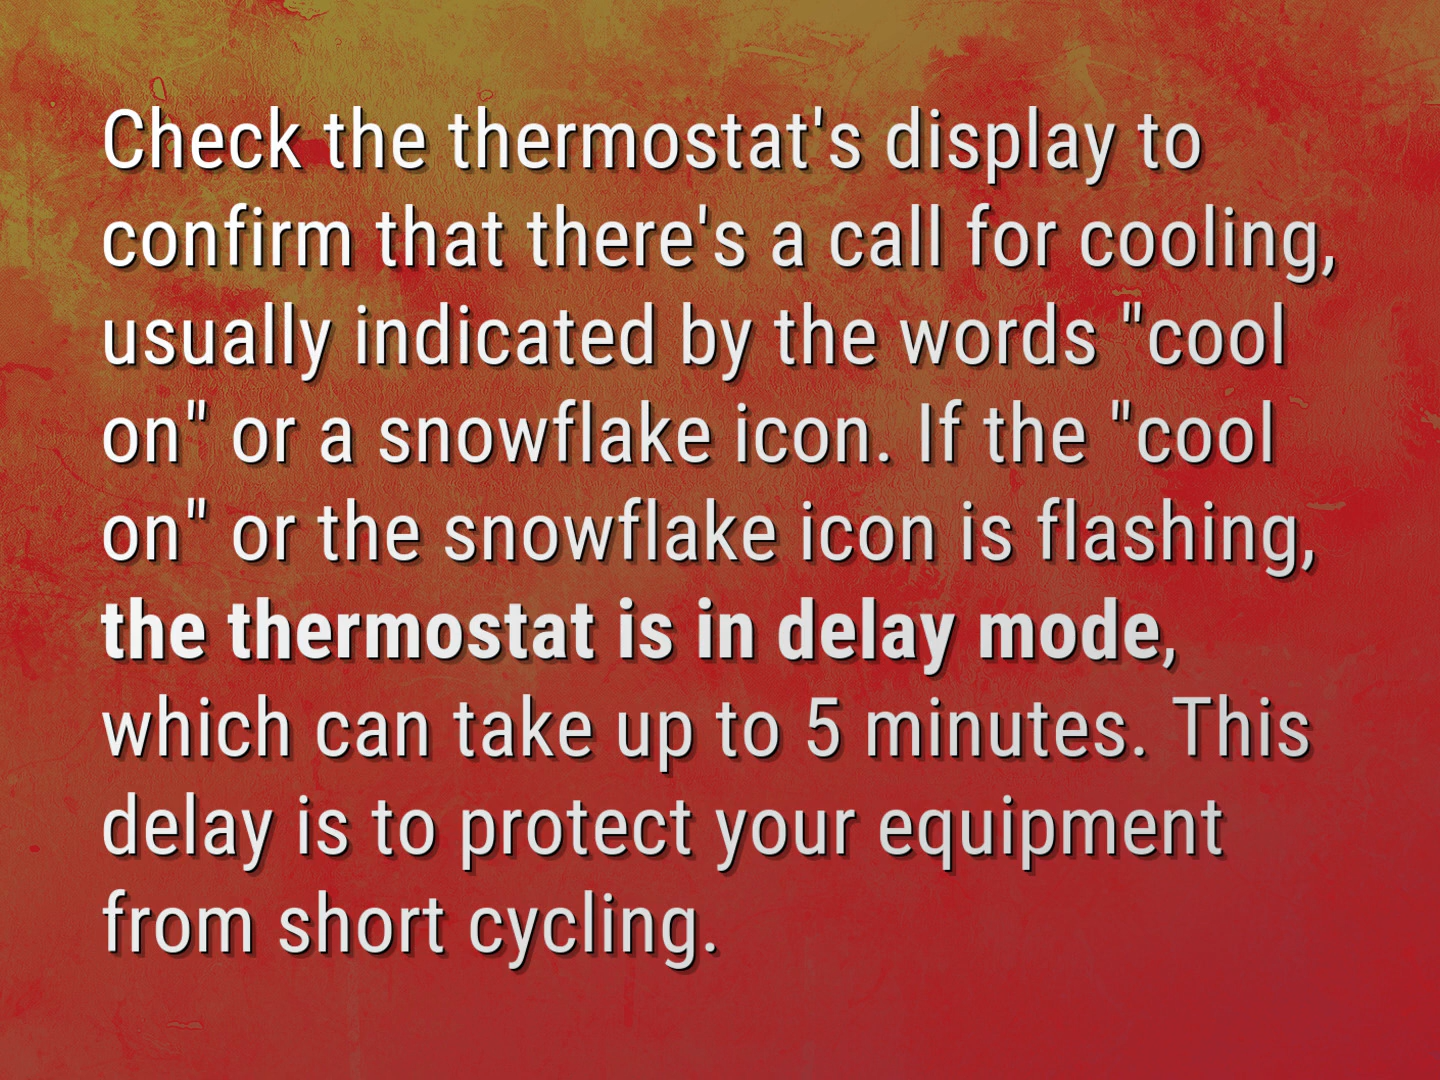 Check the thermostat's display to
confirm that there's a call for cooling,
usually indicated by the words "cool
on" or a snowflake icon. If the "cool
on" or the snowflake icon is flashing,
the thermostat is in delay mode,
which can take up to 5 minutes. This
delay is to protect your equipment
from short cycling.